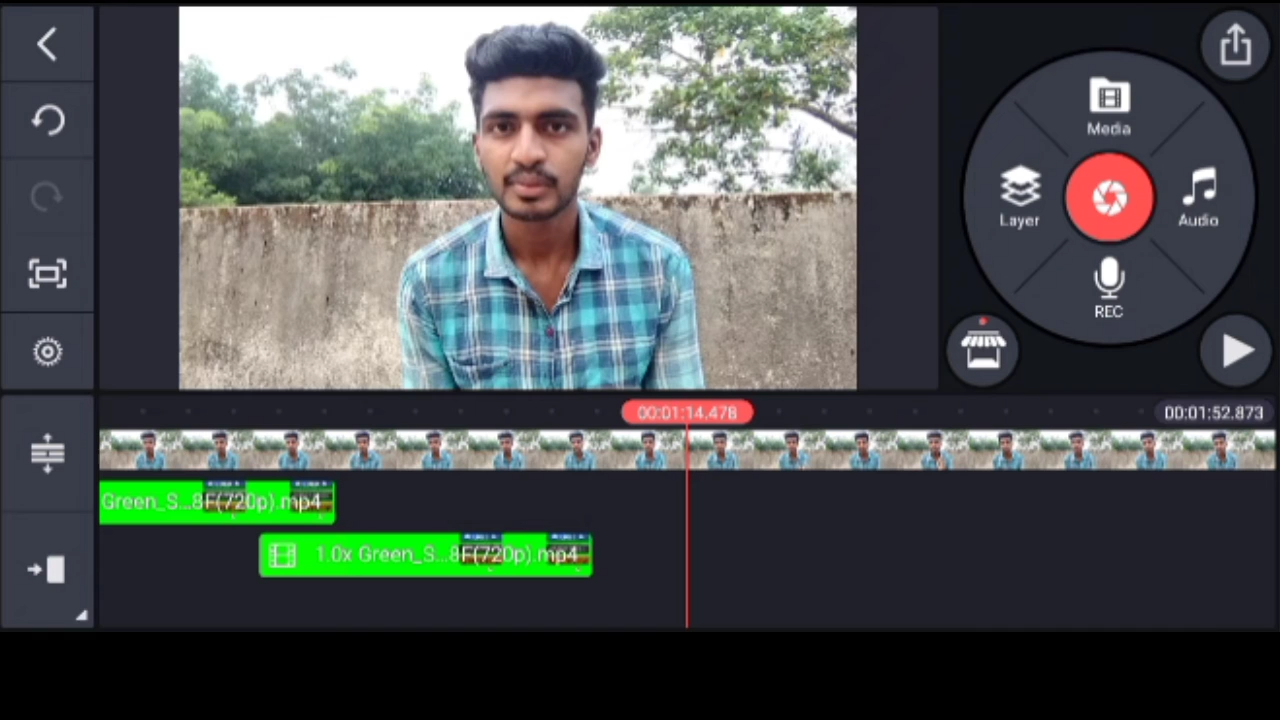 Media
Layer
Audio
REC
00:01:14.478
00:01:52.873
Green_S...8F(720p).mp4
1.0x Green_S...8F(720p).mp4